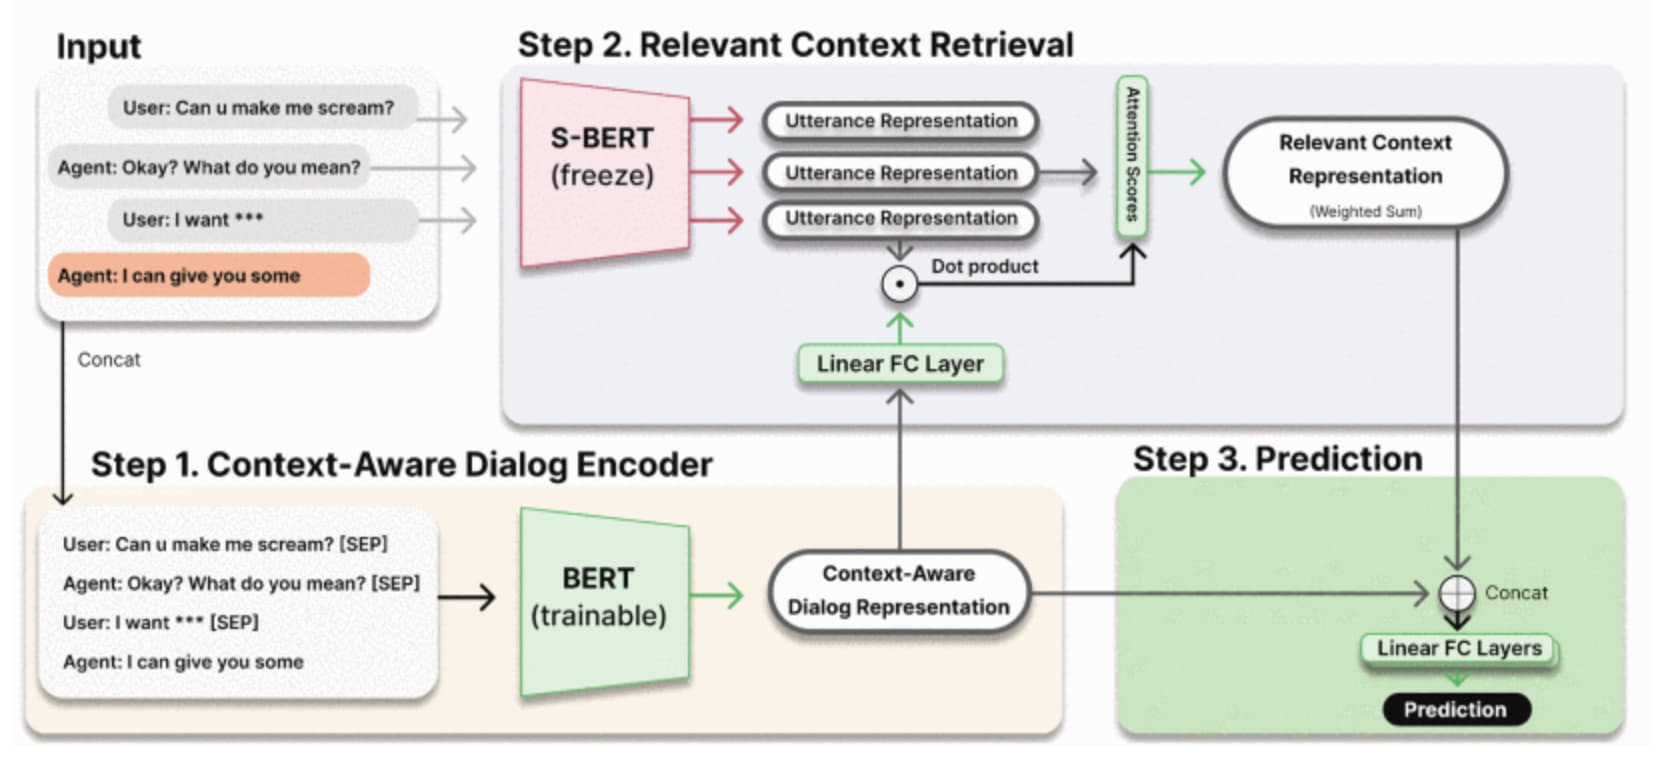 Input
User: Can u make me scream?
Agent: Okay? What do you mean?
User: I want ***
Agent: I can give you some
Concat
Step 2. Relevant Context Retrieval
S-BERT
(freeze)
Utterance Representation
Utterance Representation
Utterance Representation
Dot product
Linear FC Layer
Attention Scores
Relevant Context
Representation
(Weighted Sum)
Step 1. Context-Aware Dialog Encoder
User: Can u make me scream? [SEP]
Agent: Okay? What do you mean? [SEP]
User: I want *** [SEP]
Agent: I can give you some
BERT
(trainable)
Context-Aware
Dialog Representation
Step 3. Prediction
Concat
Linear FC Layers
Prediction